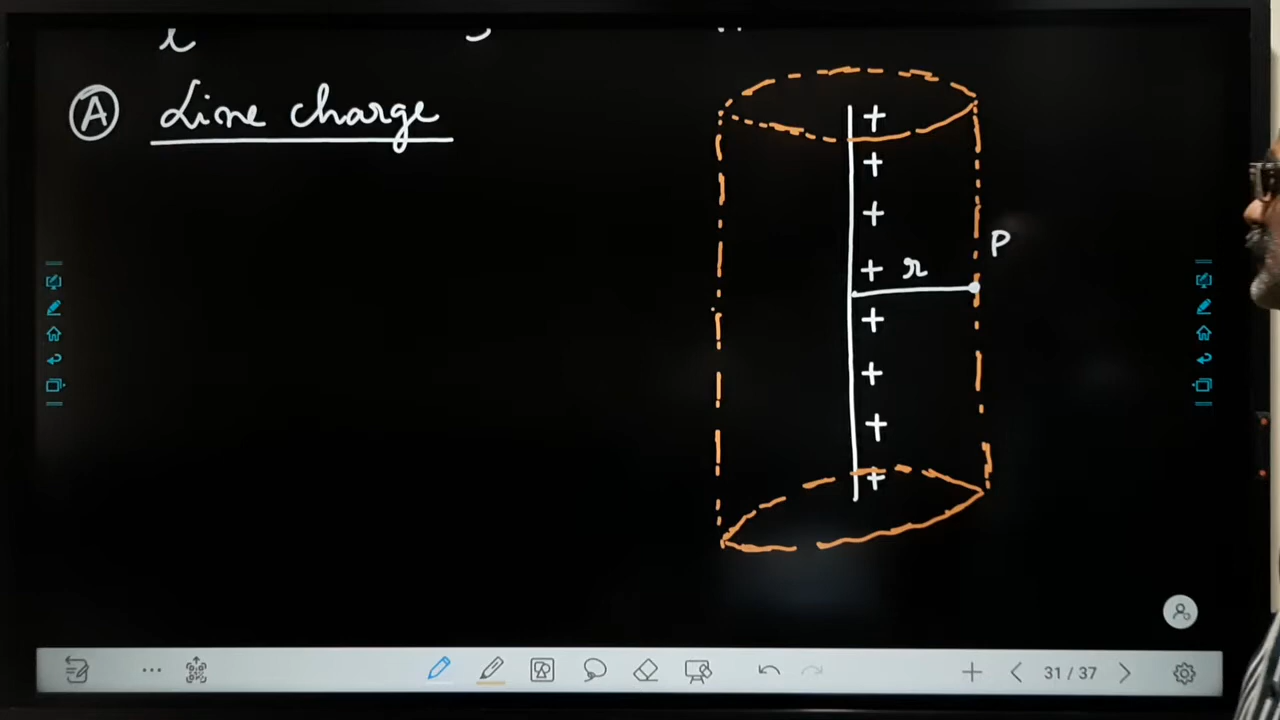 A Line charge
+
+
+
P
+ r
+
+
+
+
31 / 37